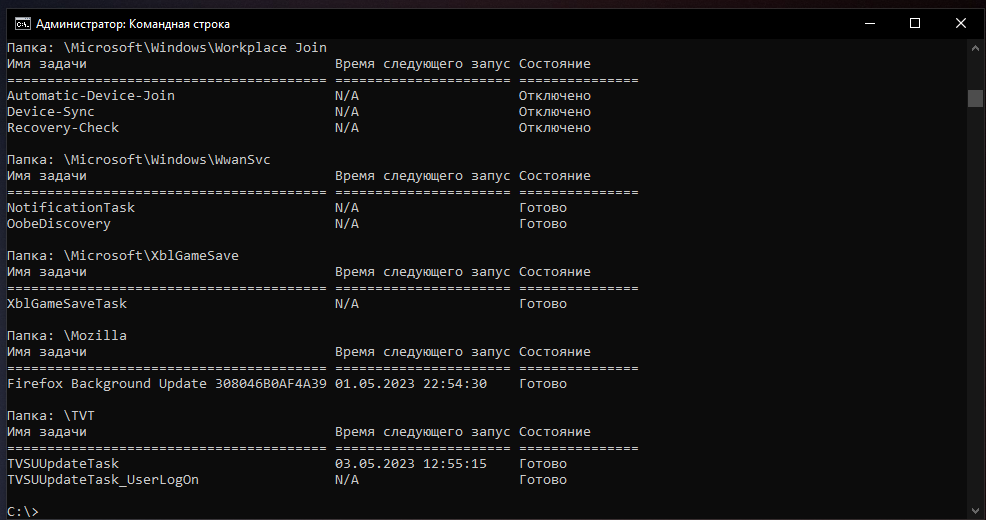 Администратор: Командная строка
Папка: \Microsoft\Windows\Workplace Join
Имя задачи                               Время следующего запус Состояние
======================================== ====================== ===============
Automatic-Device-Join                    N/A                    Отключено
Device-Sync                              N/A                    Отключено
Recovery-Check                           N/A                    Отключено

Папка: \Microsoft\Windows\WwanSvc
Имя задачи                               Время следующего запус Состояние
======================================== ====================== ===============
NotificationTask                         N/A                    Готово
OobeDiscovery                            N/A                    Готово

Папка: \Microsoft\XblGameSave
Имя задачи                               Время следующего запус Состояние
======================================== ====================== ===============
XblGameSaveTask                          N/A                    Готово

Папка: \Mozilla
Имя задачи                               Время следующего запус Состояние
======================================== ====================== ===============
Firefox Background Update 308046B0AF4A39 01.05.2023 22:54:30    Готово

Папка: \TVT
Имя задачи                               Время следующего запус Состояние
======================================== ====================== ===============
TVSUUpdateTask                           03.05.2023 12:55:15    Готово
TVSUUpdateTask_UserLogOn                 N/A                    Готово

C:\>